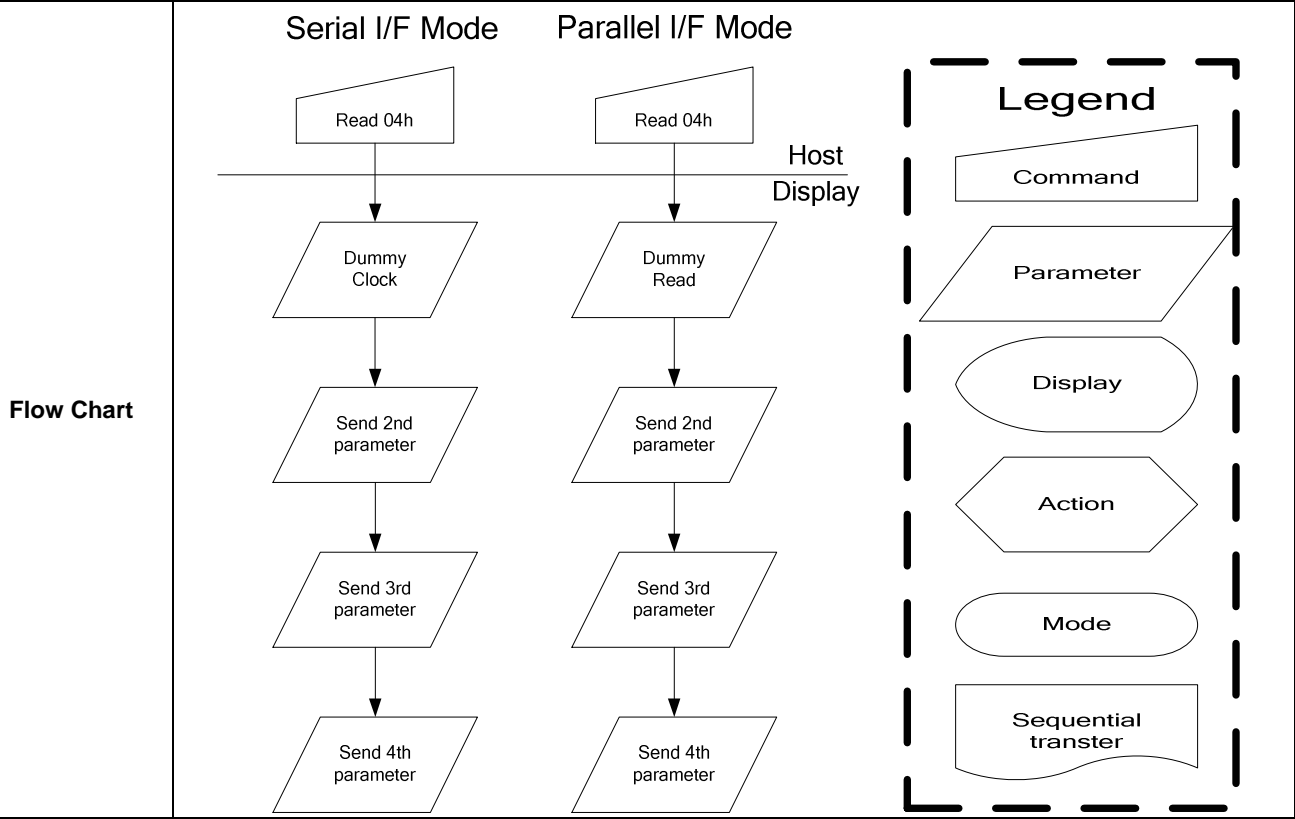 Flow Chart
Serial I/F Mode
Read 04h
Dummy
Clock
Send 2nd
parameter
Send 3rd
parameter
Send 4th
parameter
Parallel I/F Mode
Read 04h
Dummy
Read
Send 2nd
parameter
Send 3rd
parameter
Send 4th
parameter
Host
Display
Legend
Command
Parameter
Display
Action
Mode
Sequential
transter